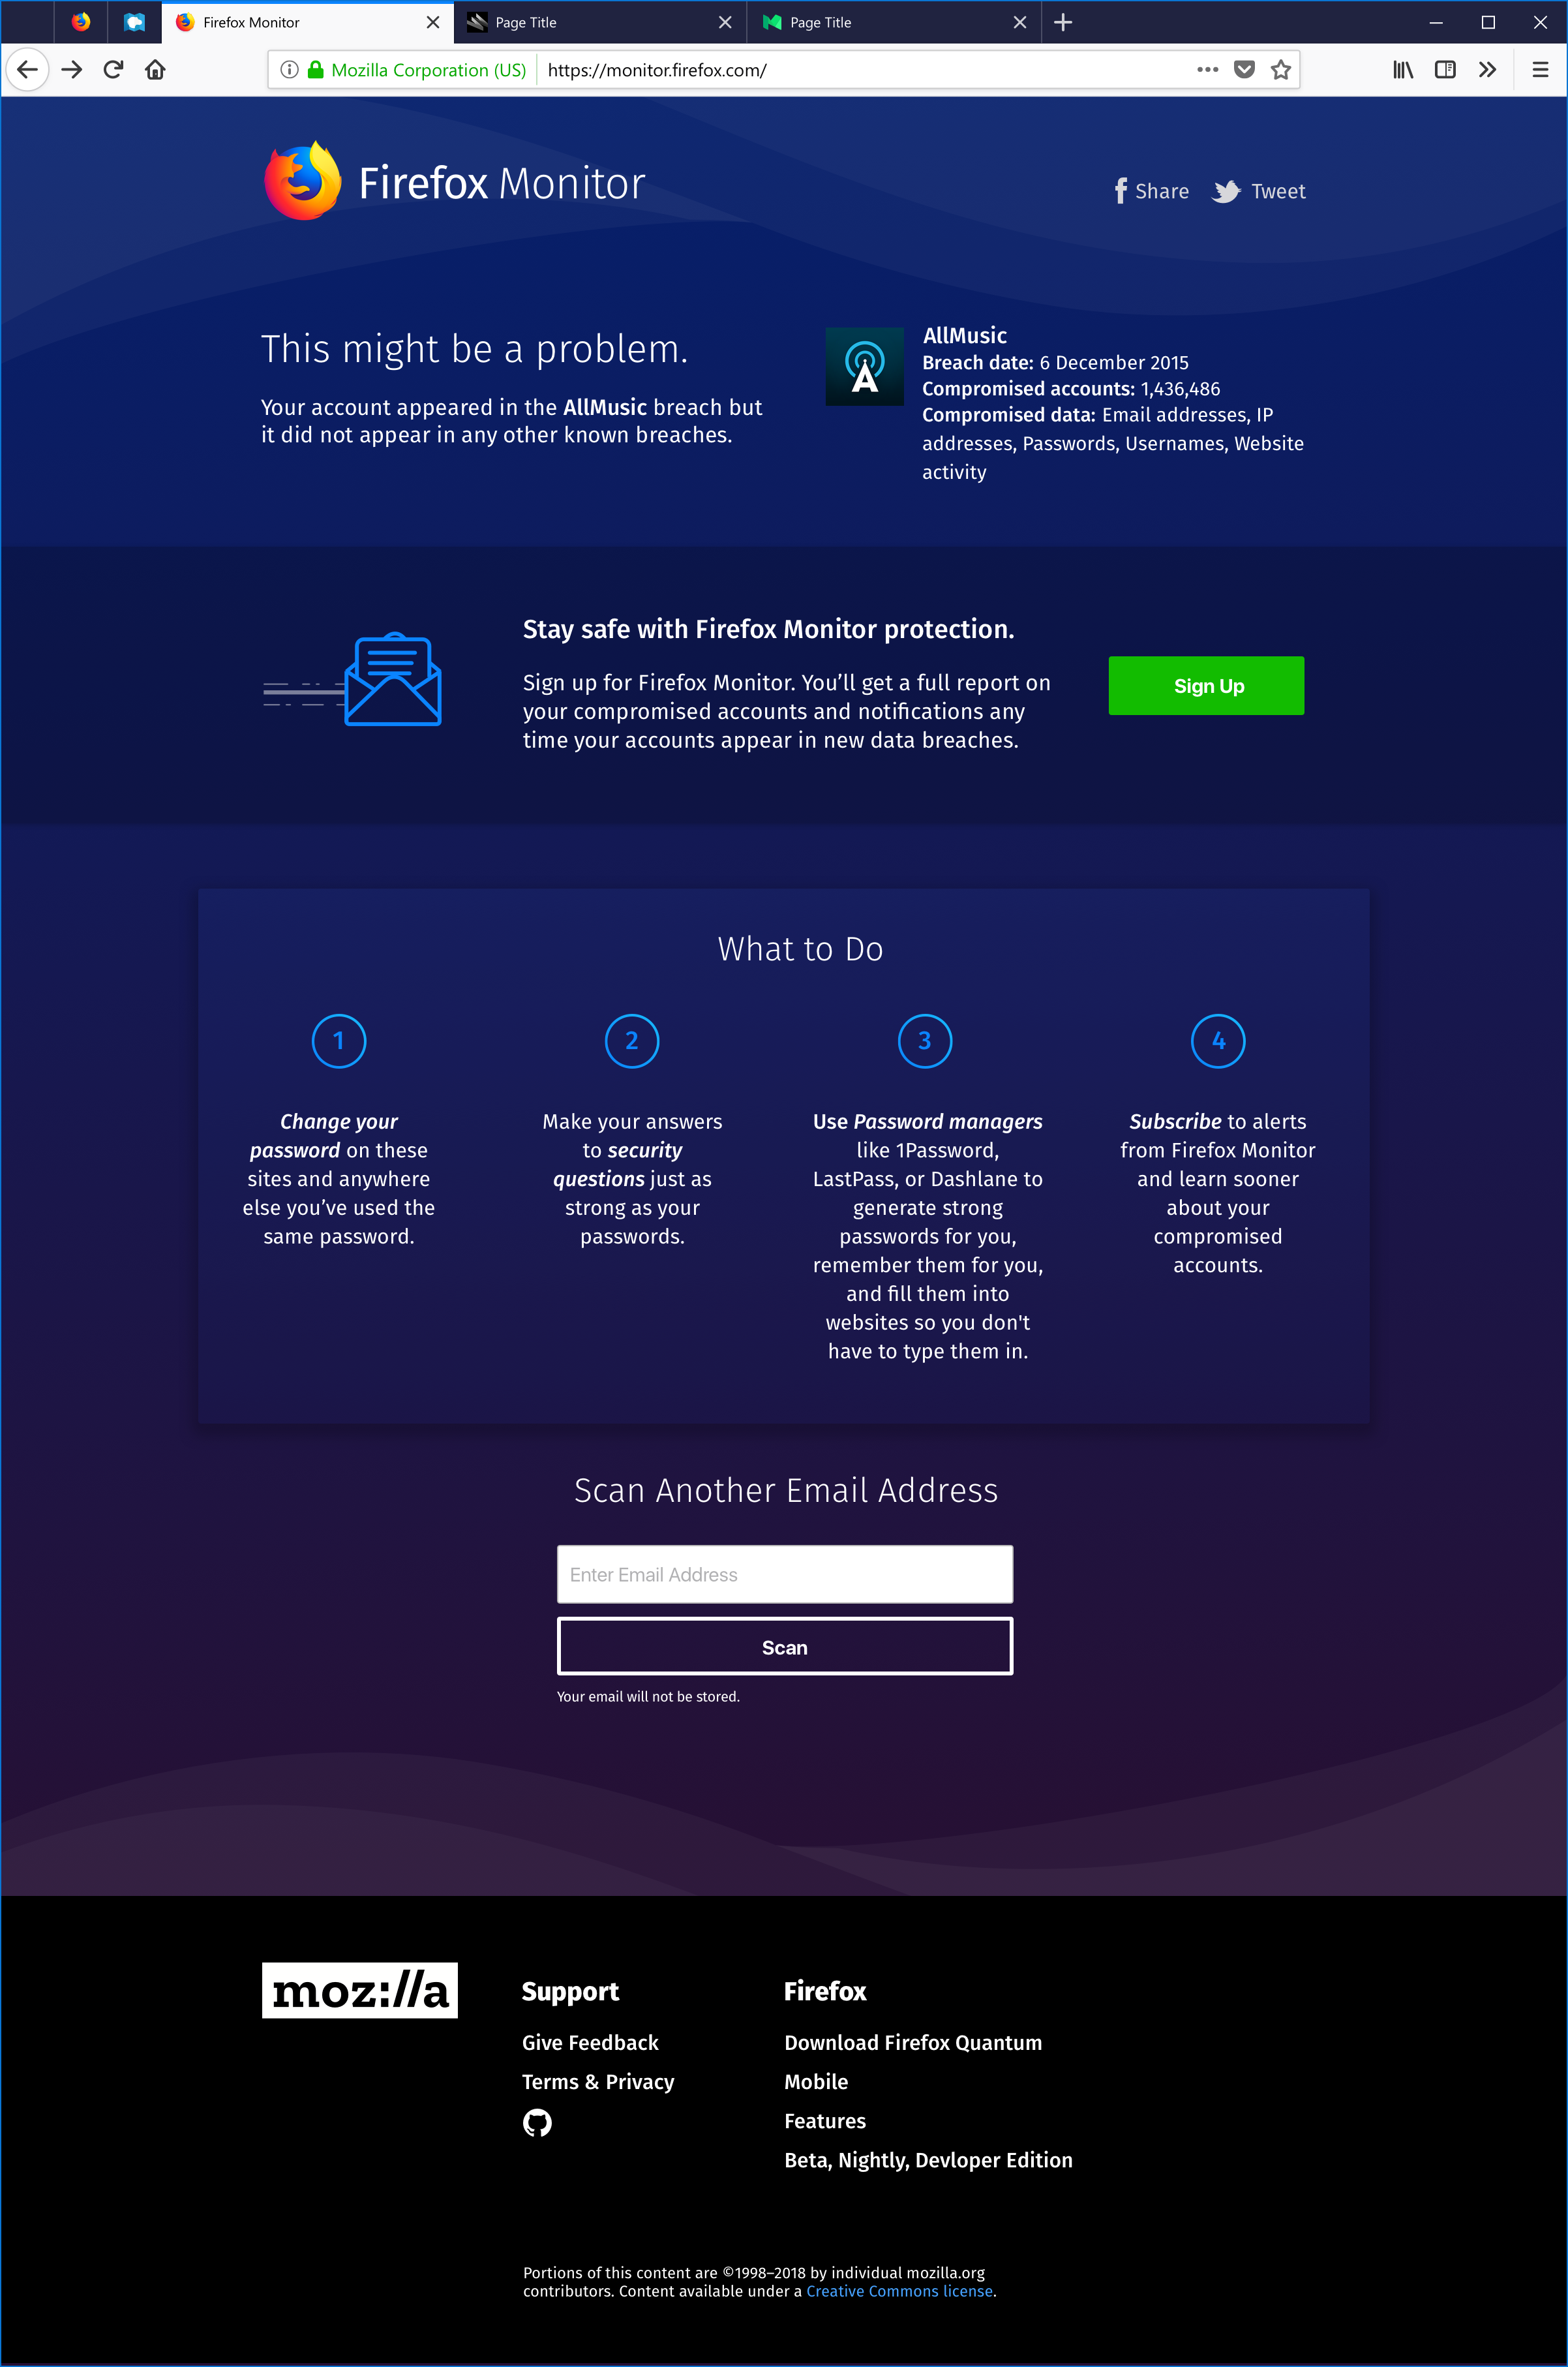 Firefox Monitor
Page Title
Page Title
Mozilla Corporation (US)
https://monitor.firefox.com/
Firefox Monitor
Share
Tweet
This might be a problem.
Your account appeared in the AllMusic breach but
it did not appear in any other known breaches.
A
AllMusic
Breach date: 6 December 2015
Compromised accounts: 1,436,486
Compromised data: Email addresses, IP
addresses, Passwords, Usernames, Website
activity
Stay safe with Firefox Monitor protection.
Sign up for Firefox Monitor. You’ll get a full report on
your compromised accounts and notifications any
time your accounts appear in new data breaches.
Sign Up
What to Do
1
Change your
password on these
sites and anywhere
else you’ve used the
same password.
2
Make your answers
to security
questions just as
strong as your
passwords.
3
Use Password managers
like 1Password,
LastPass, or Dashlane to
generate strong
passwords for you,
remember them for you,
and fill them into
websites so you don't
have to type them in.
4
Subscribe to alerts
from Firefox Monitor
and learn sooner
about your
compromised
accounts.
Scan Another Email Address
Enter Email Address
Scan
Your email will not be stored.
moz://a
Support
Give Feedback
Terms & Privacy
Firefox
Download Firefox Quantum
Mobile
Features
Beta, Nightly, Devloper Edition
Portions of this content are ©1998–2018 by individual mozilla.org
contributors. Content available under a Creative Commons license.